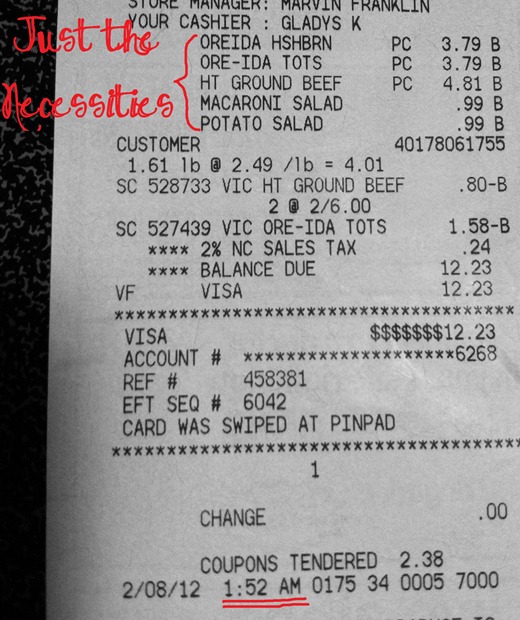 STORE MANAGER: MARVIN FRANKLIN
YOUR CASHIER : GLADYS K
Just the
Necessities
OREIDA HSHBRN PC 3.79 B
ORE-IDA TOTS PC 3.79 B
HT GROUND BEEF PC 4.81 B
MACARONI SALAD .99 B
POTATO SALAD .99 B
CUSTOMER 40178061755
1.61 lb @ 2.49 /lb = 4.01
SC 528733 VIC HT GROUND BEEF .80-B
2 @ 2/6.00
SC 527439 VIC ORE-IDA TOTS 1.58-B
**** 2% NC SALES TAX .24
**** BALANCE DUE 12.23
VF VISA 12.23
****************************************
VISA $$$$$$$12.23
ACCOUNT # *********************6268
REF # 458381
EFT SEQ # 6042
CARD WAS SWIPED AT PINPAD
****************************************
1
CHANGE .00
COUPONS TENDERED 2.38
2/08/12 1:52 AM 0175 34 0005 7000